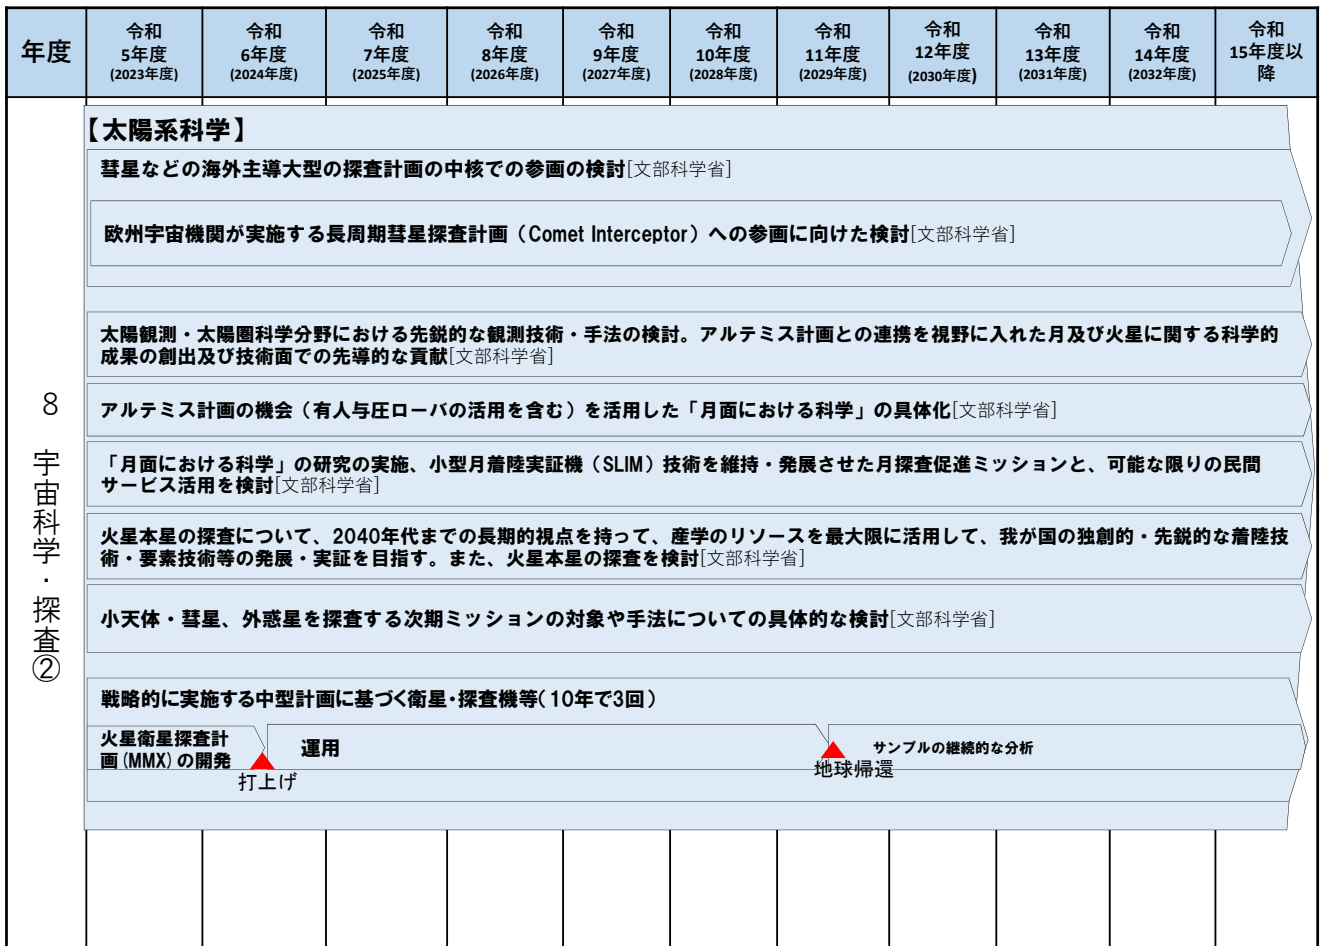 年度
令和
5年度
(2023年度)
令和
6年度
(2024年度)
令和
7年度
(2025年度)
令和
8年度
(2026年度)
令和
9年度
(2027年度)
令和
10年度
(2028年度)
令和
11年度
(2029年度)
令和
12年度
(2030年度)
令和
13年度
(2031年度)
令和
14年度
(2032年度)
令和
15年度以
降
8 宇宙科学・探査②
【太陽系科学】
彗星などの海外主導大型の探査計画の中核での参画の検討[文部科学省]
欧州宇宙機関が実施する長周期彗星探査計画（Comet Interceptor）への参画に向けた検討[文部科学省]
太陽観測・太陽圏科学分野における先鋭的な観測技術・手法の検討。アルテミス計画との連携を視野に入れた月及び火星に関する科学的
成果の創出及び技術面での先導的な貢献[文部科学省]
アルテミス計画の機会（有人与圧ローバの活用を含む）を活用した「月面における科学」の具体化[文部科学省]
「月面における科学」の研究の実施、小型月着陸実証機（SLIM）技術を維持・発展させた月探査促進ミッションと、可能な限りの民間
サービス活用を検討[文部科学省]
火星本星の探査について、2040年代までの長期的視点を持って、産学のリソースを最大限に活用して、我が国の独創的・先鋭的な着陸技
術・要素技術等の発展・実証を目指す。また、火星本星の探査を検討[文部科学省]
小天体・彗星、外惑星を探査する次期ミッションの対象や手法についての具体的な検討[文部科学省]
戦略的に実施する中型計画に基づく衛星・探査機等（10年で3回）
火星衛星探査計
画(MMX)の開発
運用
サンプルの継続的な分析
打上げ
地球帰還